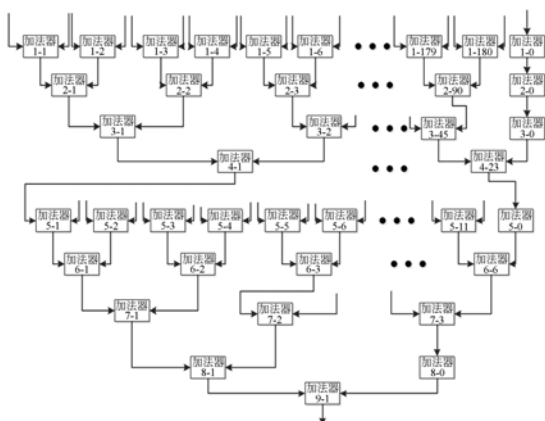 加法器 加法器 加法器 加法器 加法器 加法器 加法器 加法器 加法器
1-1 1-2 1-3 1-4 1-5 1-6 1-179 1-180 1-0
加法器 加法器 加法器 加法器 加法器
2-1 2-2 2-3 2-90 2-0
加法器 加法器 加法器 加法器
3-1 3-2 3-45 3-0
加法器 加法器
4-1 4-23
加法器 加法器 加法器 加法器 加法器 加法器 加法器 加法器
5-1 5-2 5-3 5-4 5-5 5-6 5-11 5-0
加法器 加法器 加法器 加法器
6-1 6-2 6-3 6-6
加法器 加法器 加法器
7-1 7-2 7-3
加法器 加法器
8-1 8-0
加法器
9-1